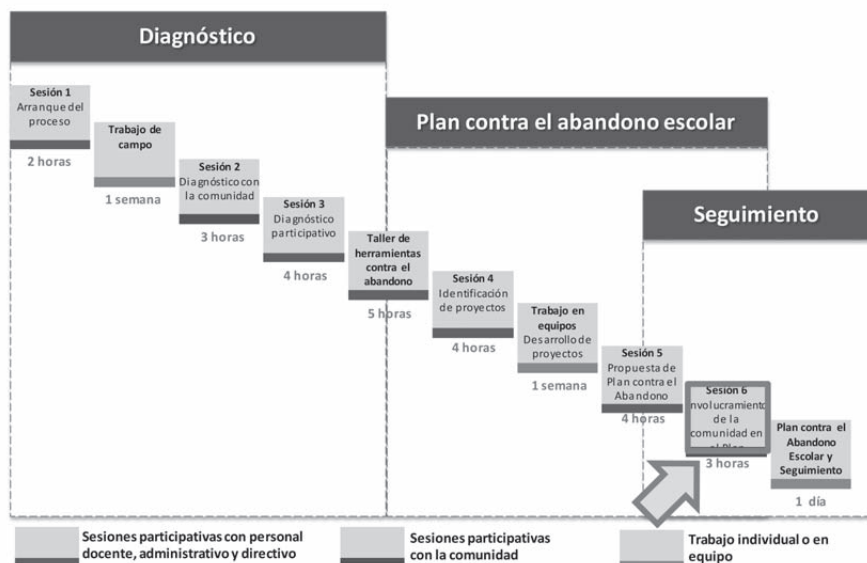 Diagnóstico
Sesión 1
Arranque del
proceso
2 horas
Trabajo de
campo
1 semana
Sesión 2
Diagnóstico con
la comunidad
3 horas
Sesión 3
Diagnóstico
participativo
4 horas
Plan contra el abandono escolar
Taller de
herramientas
contra el
abandono
5 horas
Sesión 4
Identificación
de proyectos
4 horas
Trabajo en
equipos
Desarrollo de
proyectos
1 semana
Seguimiento
Sesión 5
Propuesta de
Plan contra el
Abandono
4 horas
Sesión 6
nvolucramiento
de la
comunidad en
el Plan
3 horas
Plan contra el
Abandono
Escolar y
Seguimiento
1 día
Sesiones participativas con personal
docente, administrativo y directivo
Sesiones participativas
con la comunidad
Trabajo individual o en
equipo